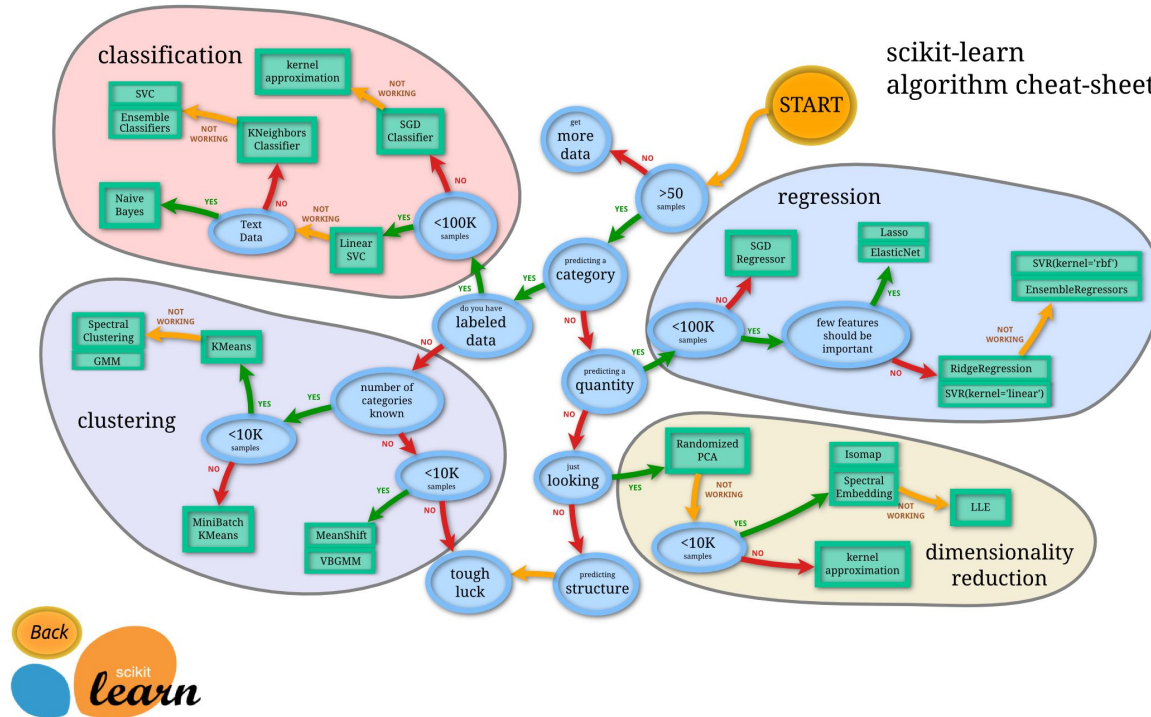 scikit-learn
algorithm cheat-sheet
START
>50
samples
NO
get
more
data
YES
predicting a
category
YES
do you have
labeled
data
YES
NO
NO
predicting a
quantity
YES
NO
just
looking
YES
NO
predicting
structure
tough
luck
classification
<100K
samples
NO
SGD
Classifier
NOT
WORKING
kernel
approximation
YES
Linear
SVC
NOT
WORKING
Text
Data
YES
Naive
Bayes
NO
KNeighbors
Classifier
NOT
WORKING
SVC
Ensemble
Classifiers
clustering
number of
categories
known
YES
<10K
samples
YES
KMeans
NOT
WORKING
Spectral
Clustering
GMM
NO
MiniBatch
KMeans
NO
<10K
samples
YES
MeanShift
VBGMM
NO
regression
<100K
samples
NO
SGD
Regressor
YES
few features
should be
important
YES
Lasso
ElasticNet
NO
RidgeRegression
SVR(kernel='linear')
NOT
WORKING
SVR(kernel='rbf')
EnsembleRegressors
dimensionality
reduction
Randomized
PCA
NOT
WORKING
<10K
samples
YES
Isomap
Spectral
Embedding
NOT
WORKING
LLE
NO
kernel
approximation
Back
scikit
learn